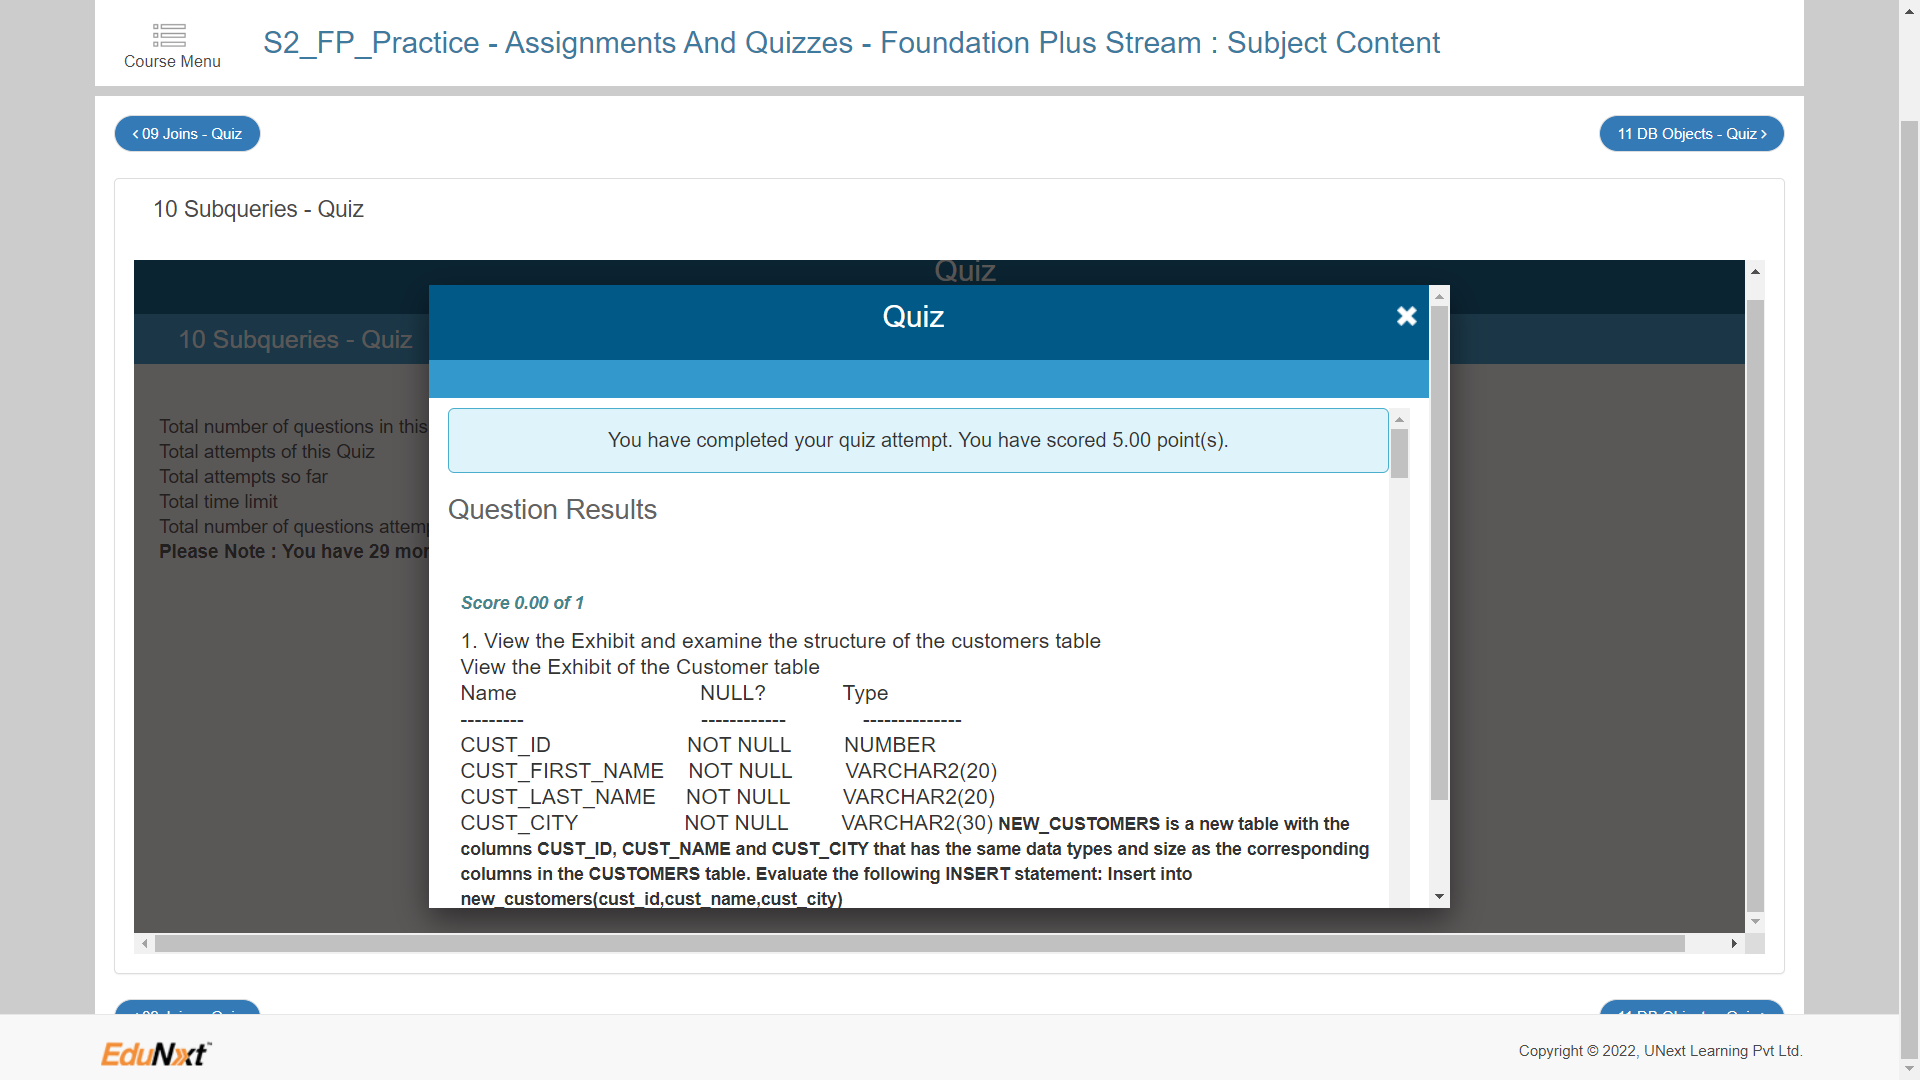 Course Menu
S2_FP_Practice - Assignments And Quizzes - Foundation Plus Stream : Subject Content
09 Joins - Quiz
11 DB Objects - Quiz
10 Subqueries - Quiz
Quiz
10 Subqueries - Quiz
Total number of questions in this
Total attempts of this Quiz
Total attempts so far
Total time limit
Total number of questions attemp
Please Note : You have 29 mor
Quiz
You have completed your quiz attempt. You have scored 5.00 point(s).
Question Results
Score 0.00 of 1
1. View the Exhibit and examine the structure of the customers table
View the Exhibit of the Customer table
Name NULL? Type
--------- ------------ --------------
CUST_ID NOT NULL NUMBER
CUST_FIRST_NAME NOT NULL VARCHAR2(20)
CUST_LAST_NAME NOT NULL VARCHAR2(20)
CUST_CITY NOT NULL VARCHAR2(30) NEW_CUSTOMERS is a new table with the
columns CUST_ID, CUST_NAME and CUST_CITY that has the same data types and size as the corresponding
columns in the CUSTOMERS table. Evaluate the following INSERT statement: Insert into
new_customers(cust_id,cust_name,cust_city)
EduNxt
Copyright © 2022, UNext Learning Pvt Ltd.